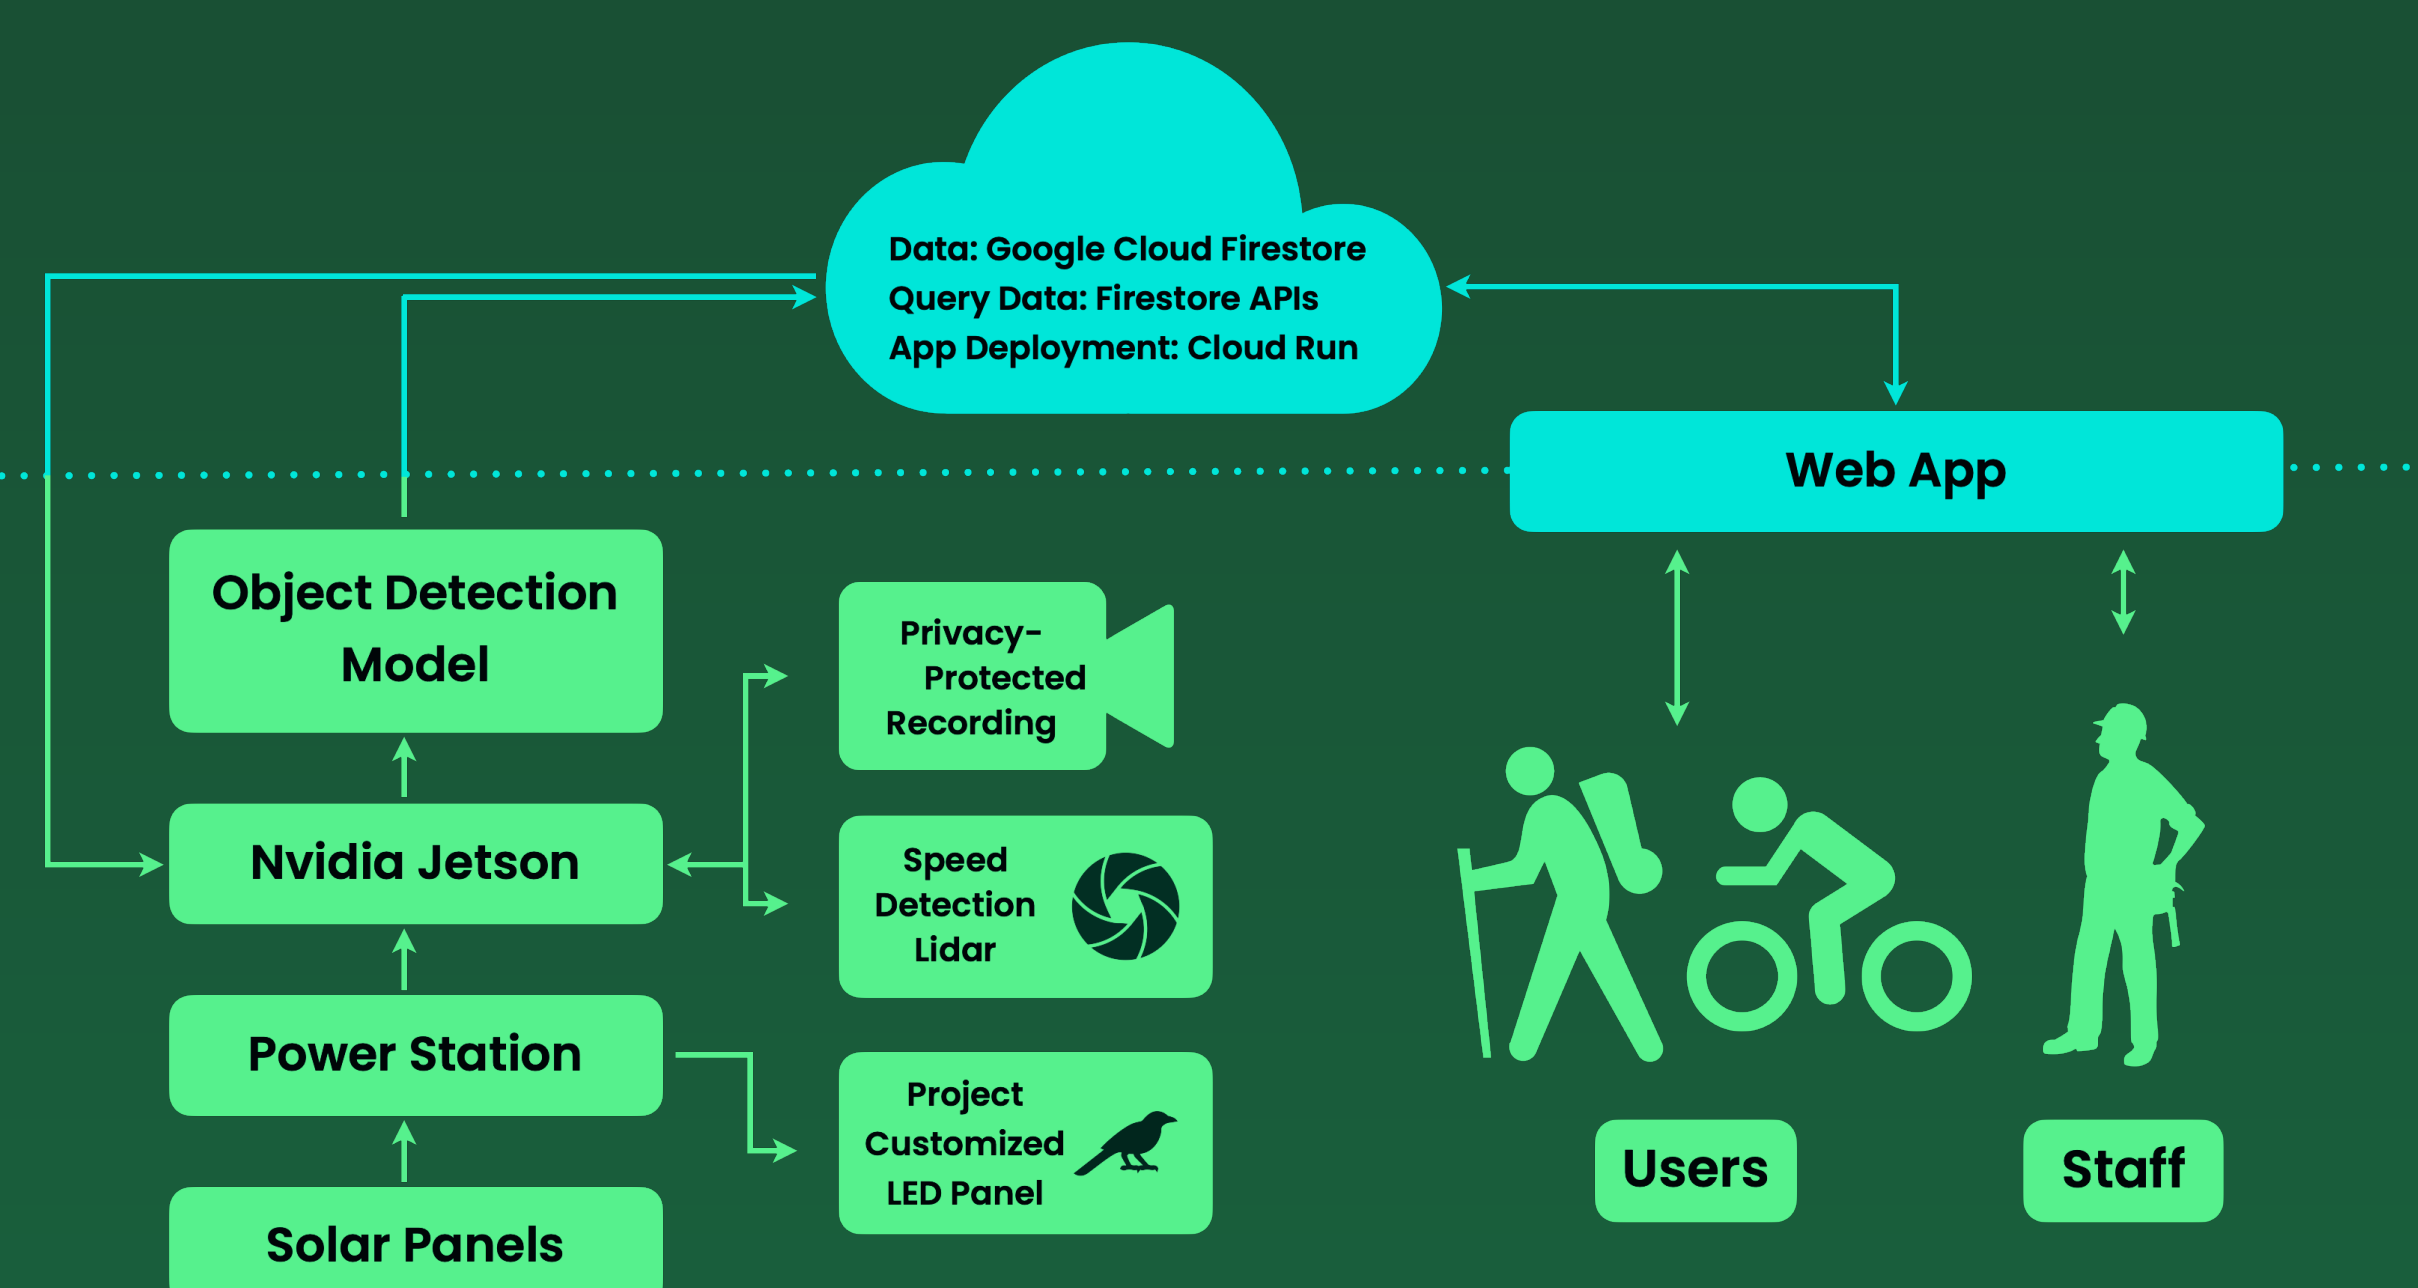 Data: Google Cloud Firestore
Query Data: Firestore APIs
App Deployment: Cloud Run
Web App
Object Detection
Model
Nvidia Jetson
Power Station
Solar Panels
Privacy-
Protected
Recording
Speed
Detection
Lidar
Project
Customized
LED Panel
Users
Staff